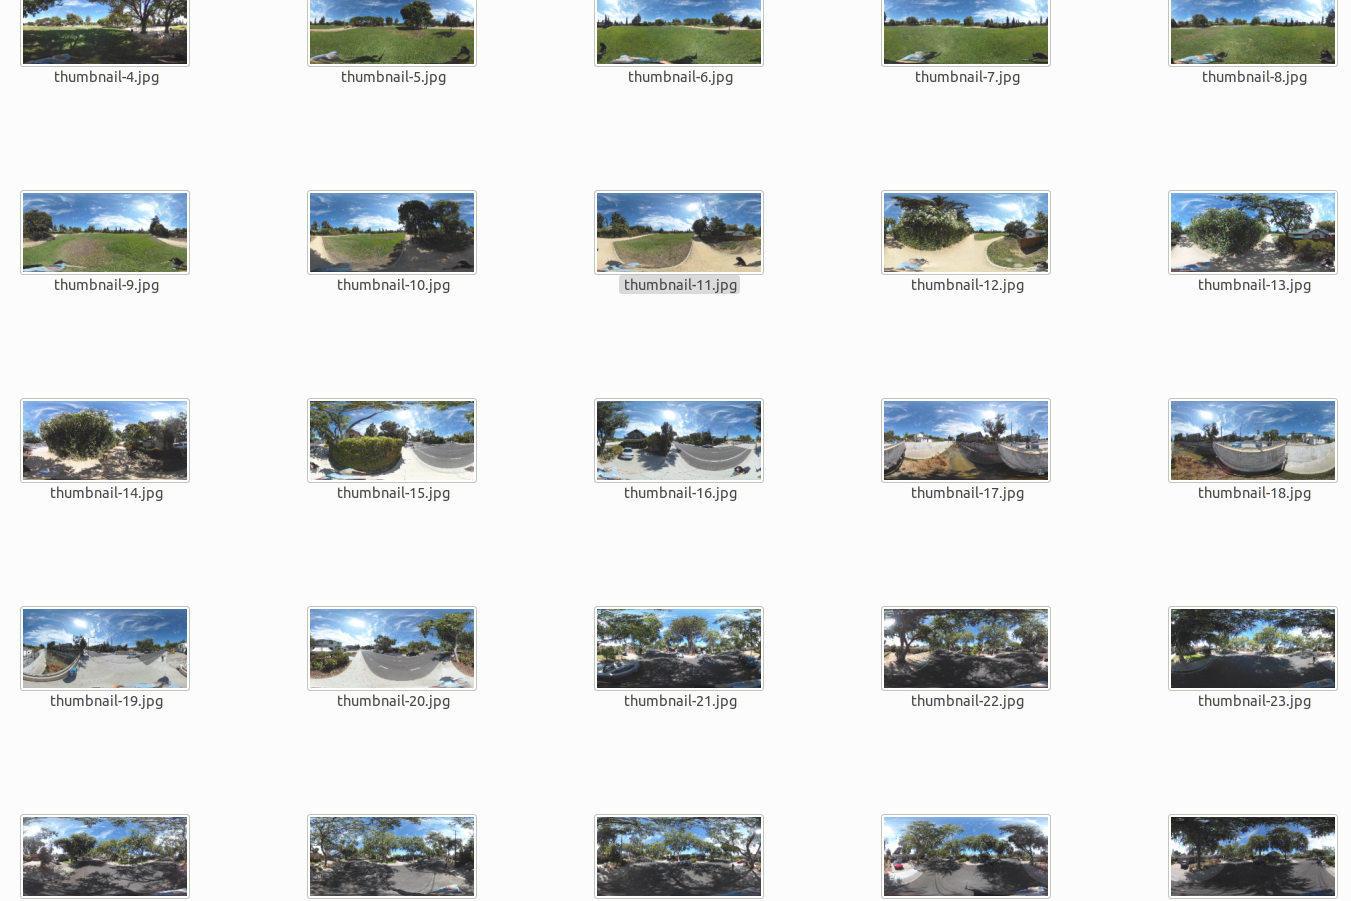 thumbnail-4.jpg
thumbnail-5.jpg
thumbnail-6.jpg
thumbnail-7.jpg
thumbnail-8.jpg
thumbnail-9.jpg
thumbnail-10.jpg
thumbnail-11.jpg
thumbnail-12.jpg
thumbnail-13.jpg
thumbnail-14.jpg
thumbnail-15.jpg
thumbnail-16.jpg
thumbnail-17.jpg
thumbnail-18.jpg
thumbnail-19.jpg
thumbnail-20.jpg
thumbnail-21.jpg
thumbnail-22.jpg
thumbnail-23.jpg